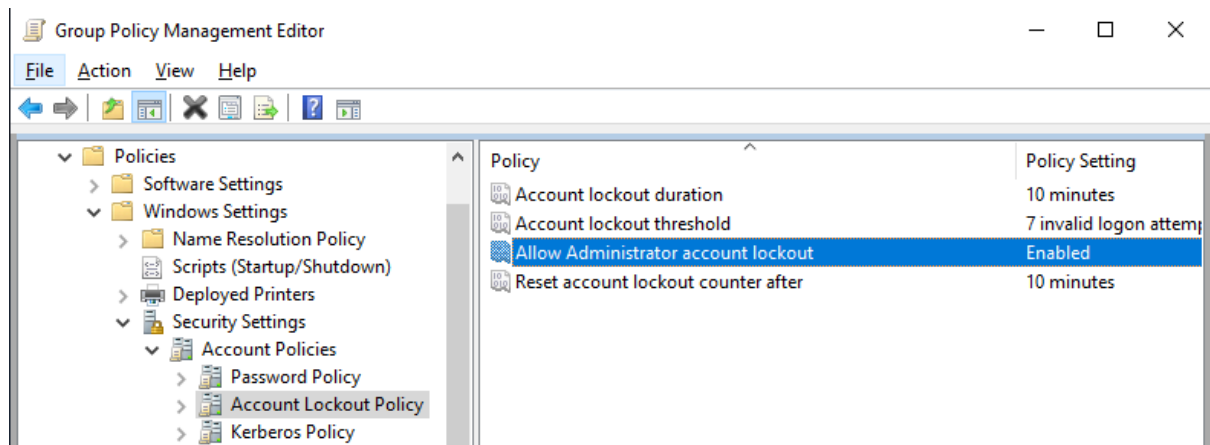 Group Policy Management Editor
File Action View Help
Policies
Software Settings
Windows Settings
Name Resolution Policy
Scripts (Startup/Shutdown)
Deployed Printers
Security Settings
Account Policies
Password Policy
Account Lockout Policy
Kerberos Policy
Policy Policy Setting
Account lockout duration 10 minutes
Account lockout threshold 7 invalid logon attemp
Allow Administrator account lockout Enabled
Reset account lockout counter after 10 minutes